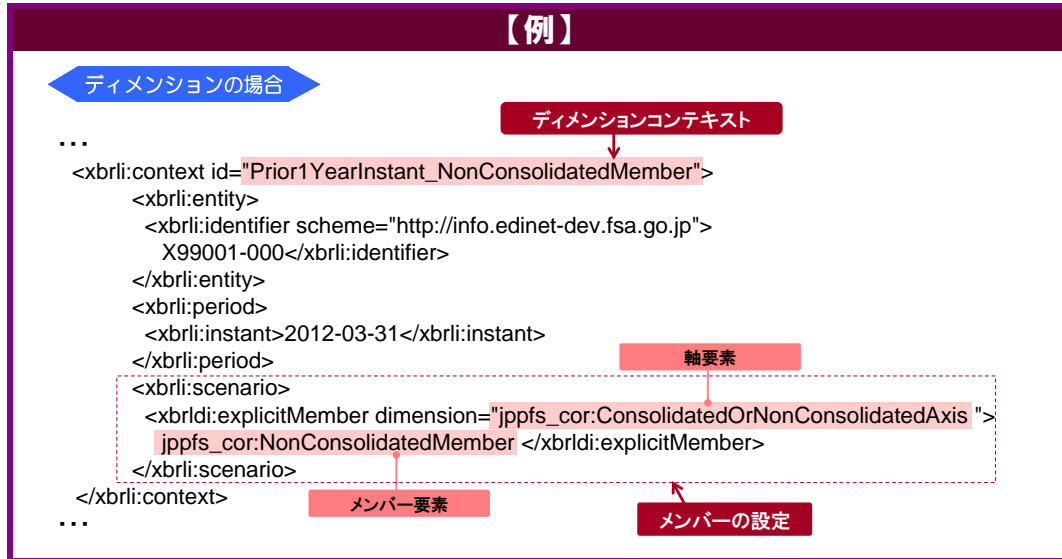 【例】
ディメンションの場合
ディメンションコンテキスト
...
<xbrli:context id="Prior1YearInstant_NonConsolidatedMember">
<xbrli:entity>
<xbrli:identifier scheme="http://info.edinet-dev.fsa.go.jp">
X99001-000</xbrli:identifier>
</xbrli:entity>
<xbrli:period>
<xbrli:instant>2012-03-31</xbrli:instant>
</xbrli:period>
軸要素
<xbrli:scenario>
<xbrldi:explicitMember dimension="jppfs_cor:ConsolidatedOrNonConsolidatedAxis ">
jppfs_cor:NonConsolidatedMember </xbrldi:explicitMember>
</xbrli:scenario>
</xbrli:context>
メンバー要素
メンバーの設定
...